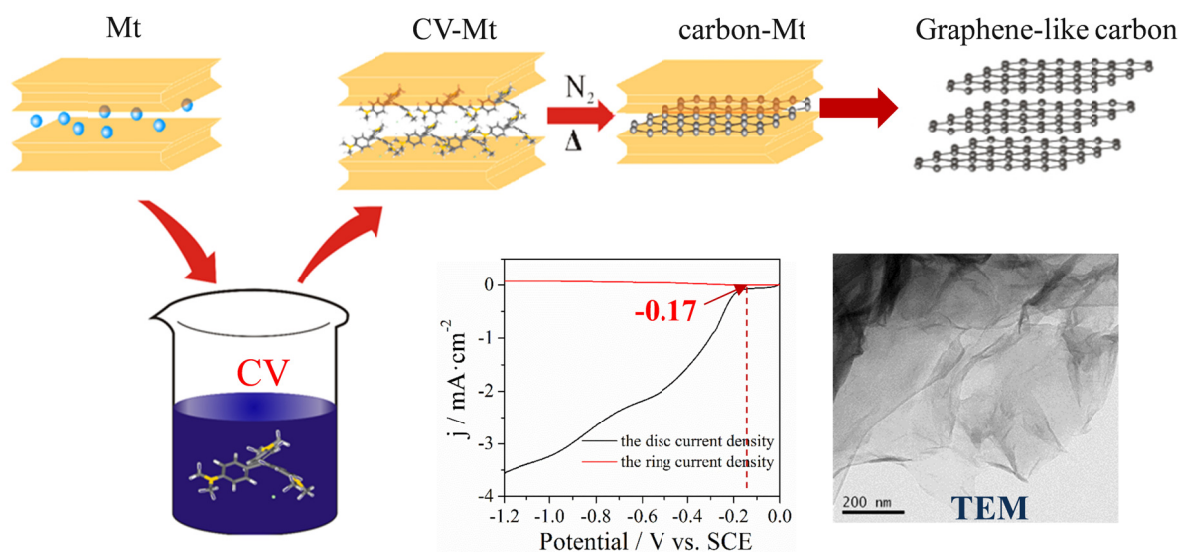 Mt
CV-Mt
carbon-Mt
Graphene-like carbon
N₂
Δ
CV
j / mA·cm⁻²
0
-1
-2
-3
-4
-0.17
the disc current density
the ring current density
-1.2 -1.0 -0.8 -0.6 -0.4 -0.2 0.0
Potential / V vs. SCE
200 nm
TEM